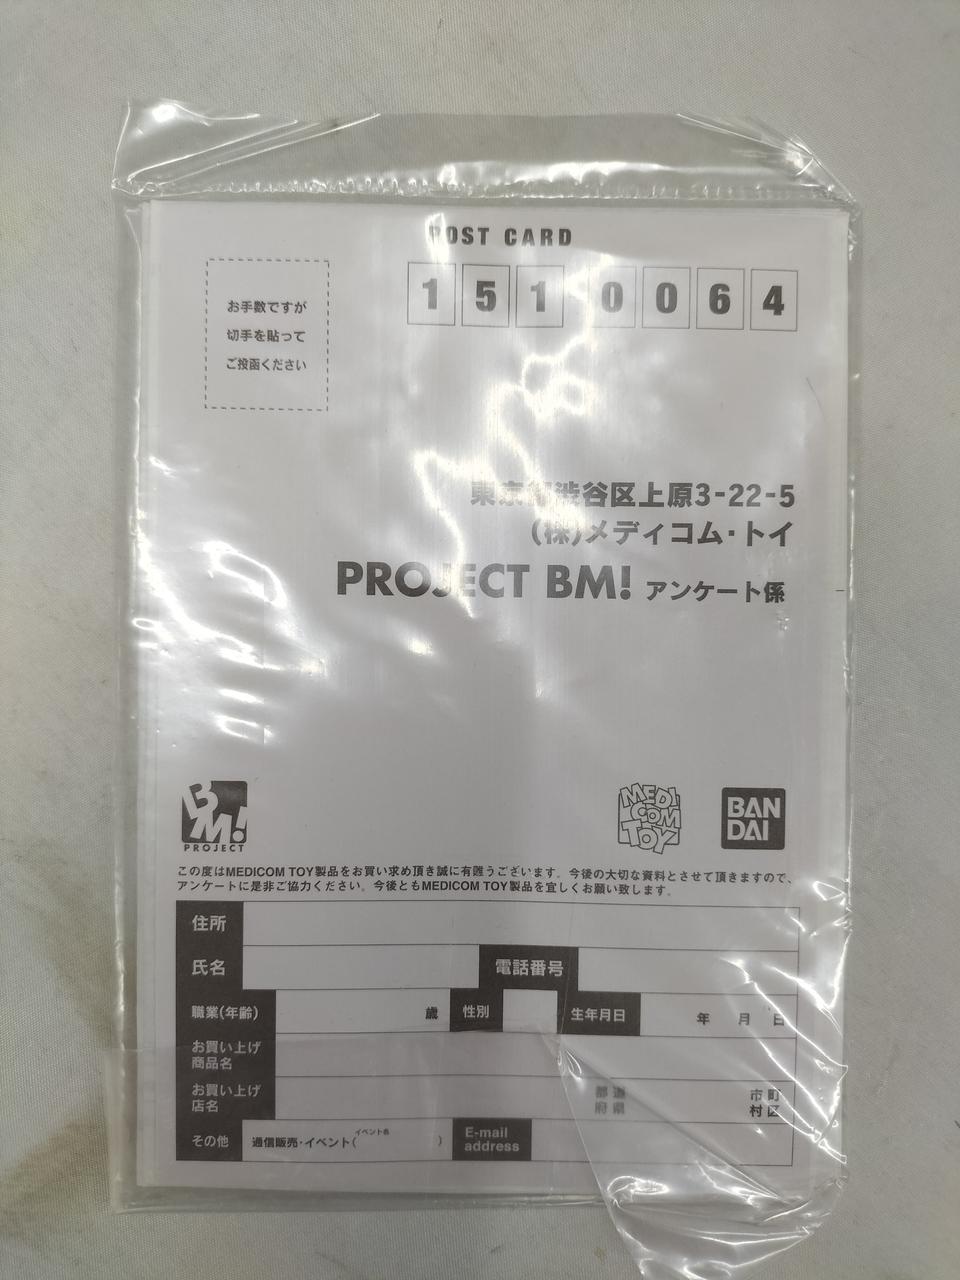 POST CARD
1 5 1 0 0 6 4
お手数ですが
切手を貼って
ご投函ください
東京都渋谷区上原3-22-5
(株)メディコム・トイ
PROJECT BM! アンケート係
BM!
PROJECT
MEDI
COM
TOY
BAN
DAI
この度はMEDICOM TOY製品をお買い求め頂き誠に有難うございます。今後の大切な資料とさせて頂きますので、
アンケートに是非ご協力ください。今後ともMEDICOM TOY製品を宜しくお願い致します。
住所
氏名 電話番号
職業(年齢) 歳 性別 生年月日 年 月 日
お買い上げ
商品名
お買い上げ
店名
都道
府県
市町
村区
その他 通信販売・イベント(イベント名 )
E-mail
address